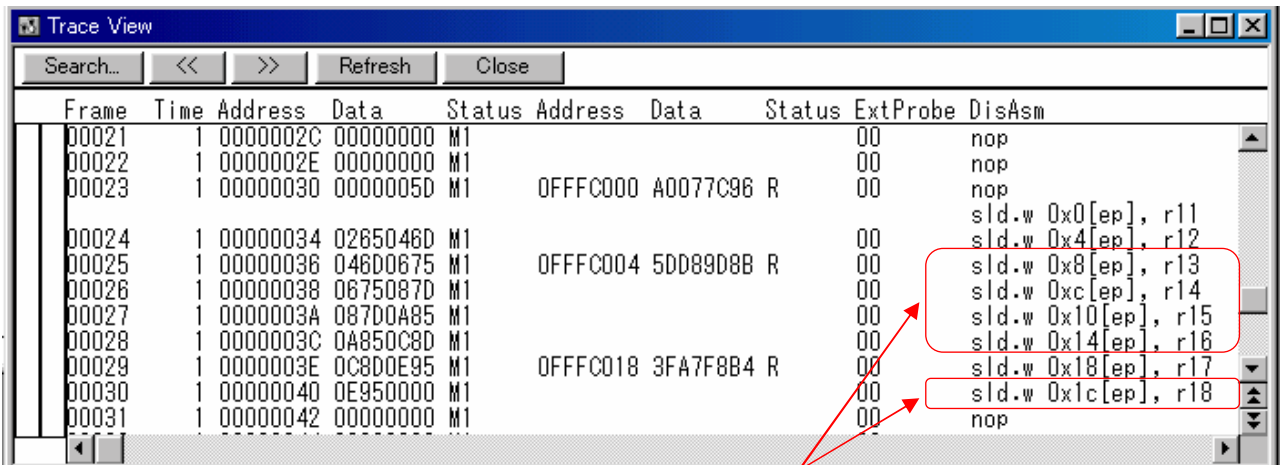 Trace View
Search... << >> Refresh Close
Frame Time Address Data Status Address Data Status ExtProbe DisAsm
00021 1 0000002C 00000000 M1 00 nop
00022 1 0000002E 00000000 M1 00 nop
00023 1 00000030 0000005D M1 0FFFC000 A0077C96 R 00 nop
sld.w 0x0[ep], r11
00024 1 00000034 0265046D M1 00 sld.w 0x4[ep], r12
00025 1 00000036 046D0675 M1 0FFFC004 5DD89D8B R 00 sld.w 0x8[ep], r13
00026 1 00000038 0675087D M1 00 sld.w 0xc[ep], r14
00027 1 0000003A 087D0A85 M1 00 sld.w 0x10[ep], r15
00028 1 0000003C 0A850C8D M1 00 sld.w 0x14[ep], r16
00029 1 0000003E 0C8D0E95 M1 0FFFC018 3FA7F8B4 R 00 sld.w 0x18[ep], r17
00030 1 00000040 0E950000 M1 00 sld.w 0x1c[ep], r18
00031 1 00000042 00000000 M1 00 nop